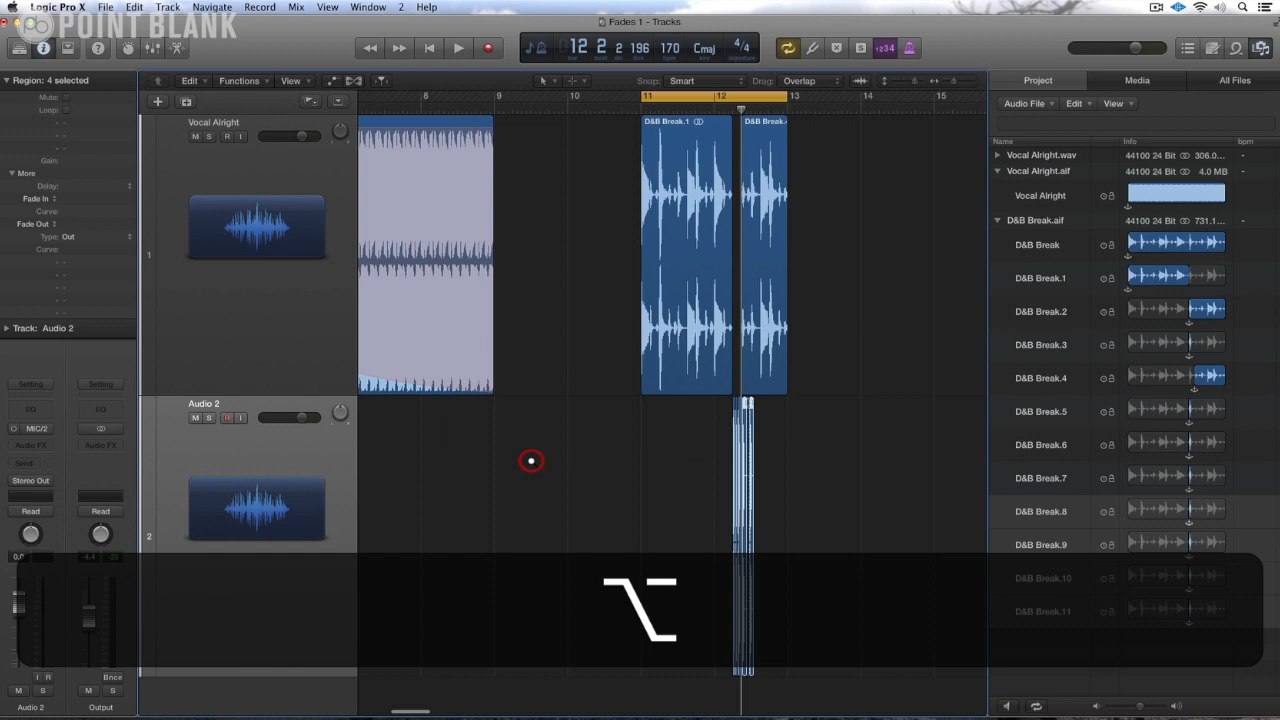 Logic Pro X File Edit Track Navigate Record Mix View Window 2 Help
POINT BLANK
Fades 1 - Tracks
12 2 2 196 170 Cmaj 4/4
1234
Region: 4 selected
Edit Functions View Snap: Smart Drag: Overlap
Project Media All Files
Mute:
Loop:
Gain:
More
Delay:
Fade In
Curve:
Fade Out
Type: Out
Curve:
Track: Audio 2
8 9 10 11 12 13 14 15
Audio File Edit View
Name Info bpm
Vocal Alright
M S R I
1
D&B Break.1
D&B Break.4
Vocal Alright.wav 44100 24 Bit 306.0... -
Vocal Alright.aif 44100 24 Bit 4.0 MB -
Vocal Alright
D&B Break.aif 44100 24 Bit 731.1... -
D&B Break
D&B Break.1
D&B Break.2
D&B Break.3
D&B Break.4
D&B Break.5
D&B Break.6
D&B Break.7
D&B Break.8
D&B Break.9
D&B Break.10
D&B Break.11
Audio 2
M S R I
2
Setting Setting
EQ EQ
MIC/2
Audio FX Audio FX
Send
Stereo Out
Read Read
0.0 -4.4
I R Bnce
M S M S
Audio 2 Output
⌥